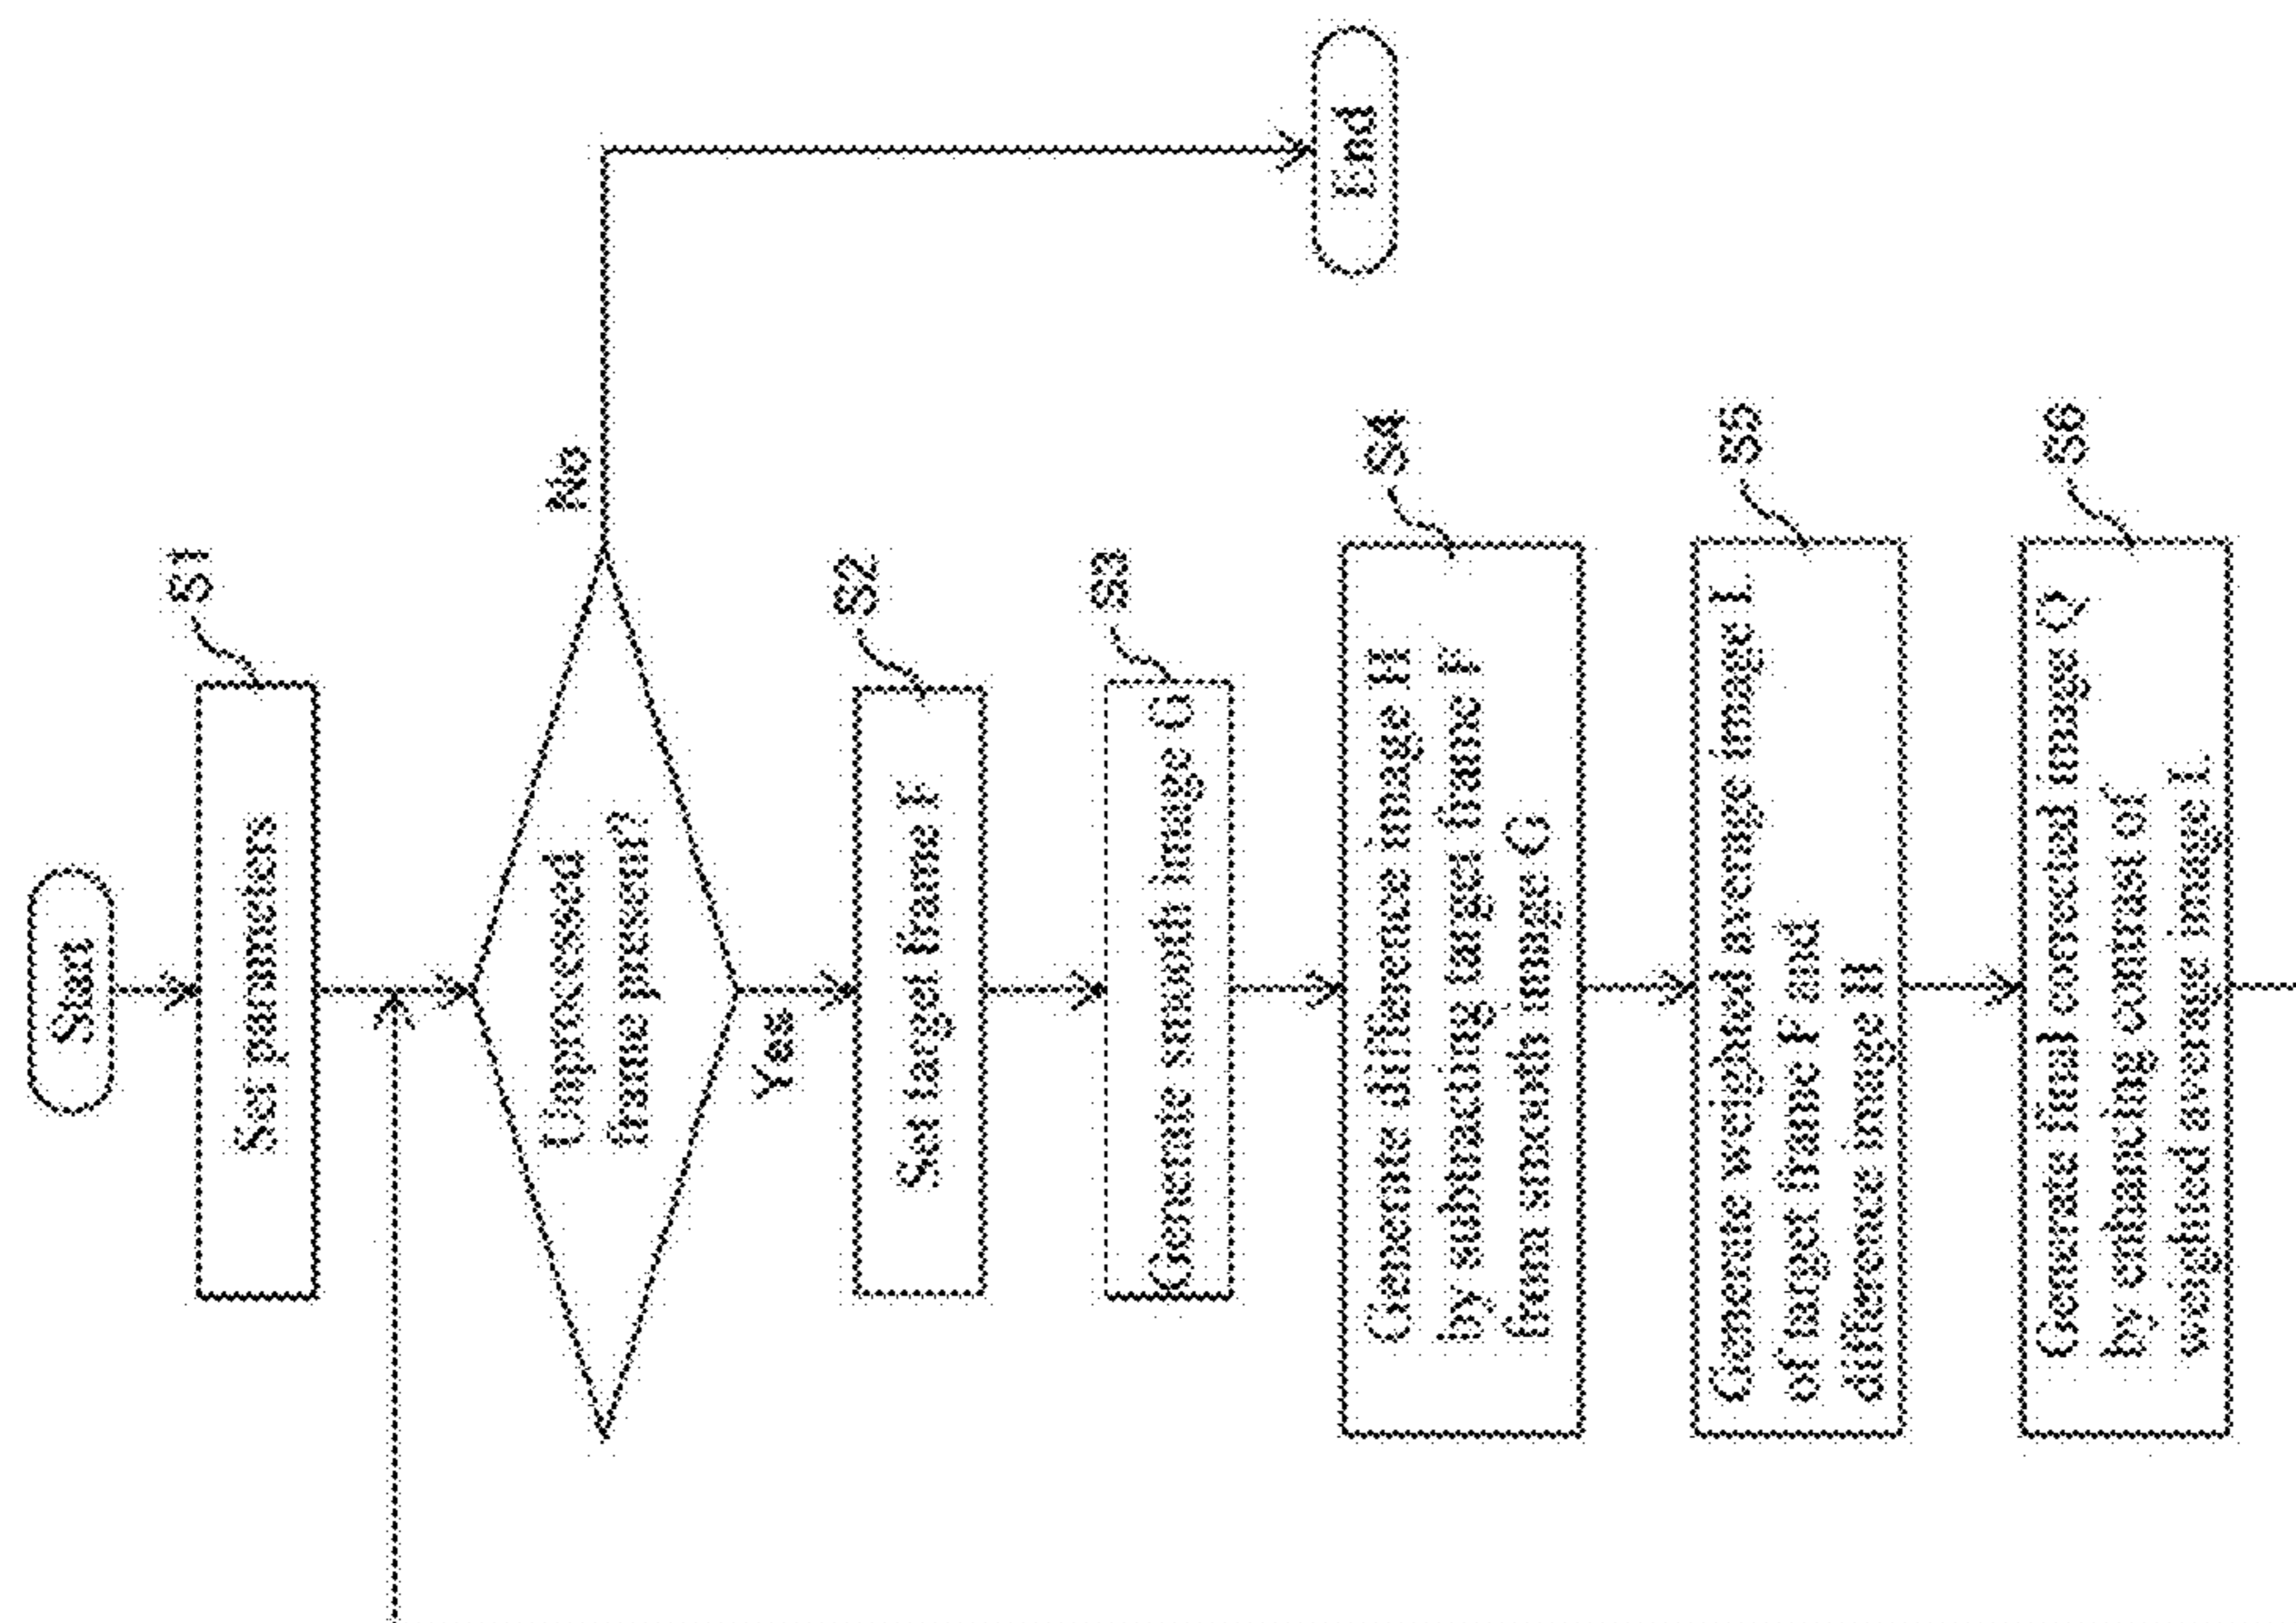 Start
Set parameters
S1
Unprocessed
frame present?
No
Yes
End
Set target frame F
S2
Generate smooth image G
S3
Generate difference image H
by subtracting target frame F
from smooth image G
S4
Generate weighted average image L
of target frame F and
difference image H
S5
Generate final corrected image Q
by enhancing contrast of
weighted average image L
S6